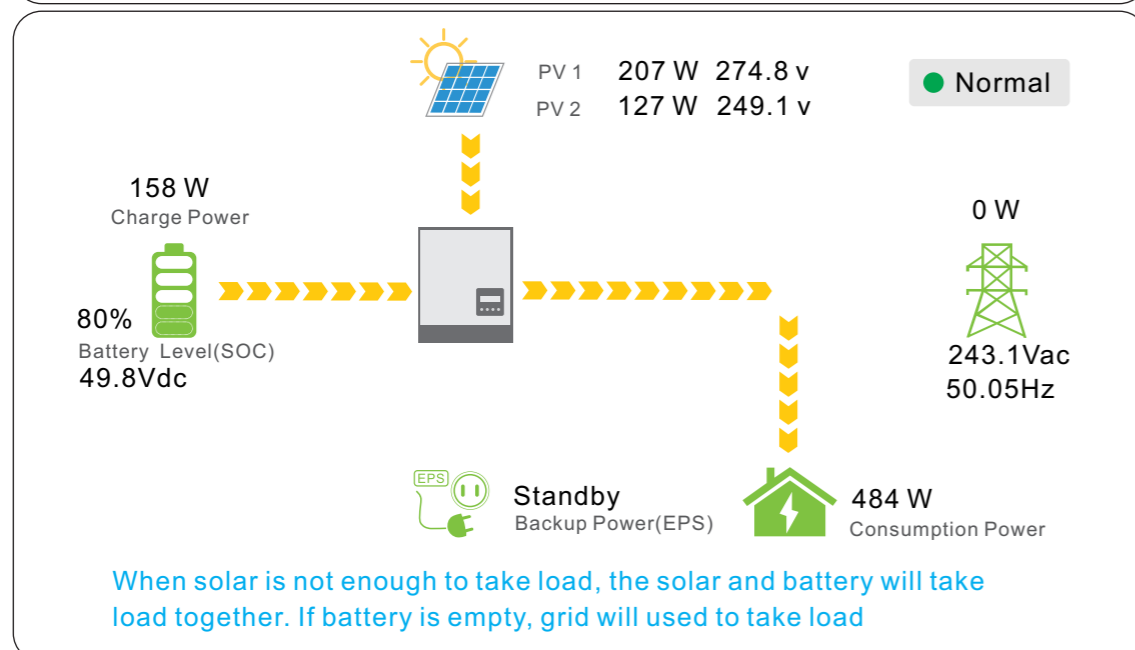 PV 1 207 W 274.8 v
PV 2 127 W 249.1 v
Normal
158 W
Charge Power
0 W
80%
Battery Level(SOC)
49.8Vdc
243.1Vac
50.05Hz
EPS
Standby
Backup Power(EPS)
484 W
Consumption Power
When solar is not enough to take load, the solar and battery will take
load together. If battery is empty, grid will used to take load